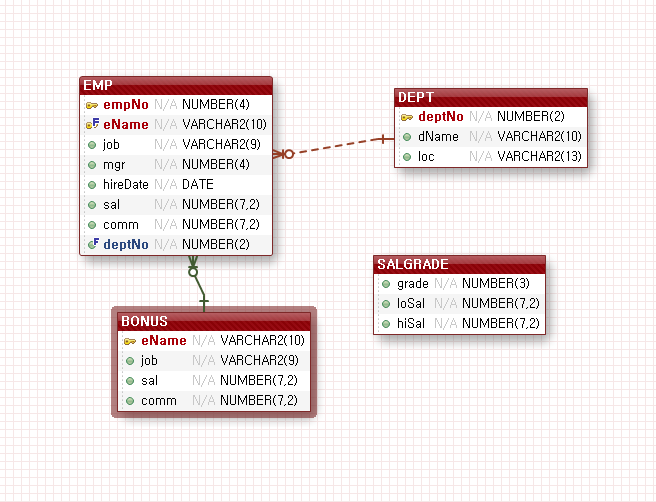 EMP
empNo N/A NUMBER(4)
eName N/A VARCHAR2(10)
job N/A VARCHAR2(9)
mgr N/A NUMBER(4)
hireDate N/A DATE
sal N/A NUMBER(7,2)
comm N/A NUMBER(7,2)
deptNo N/A NUMBER(2)
DEPT
deptNo N/A NUMBER(2)
dName N/A VARCHAR2(10)
loc N/A VARCHAR2(13)
SALGRADE
grade N/A NUMBER(3)
loSal N/A NUMBER(7,2)
hiSal N/A NUMBER(7,2)
BONUS
eName N/A VARCHAR2(10)
job N/A VARCHAR2(9)
sal N/A NUMBER(7,2)
comm N/A NUMBER(7,2)